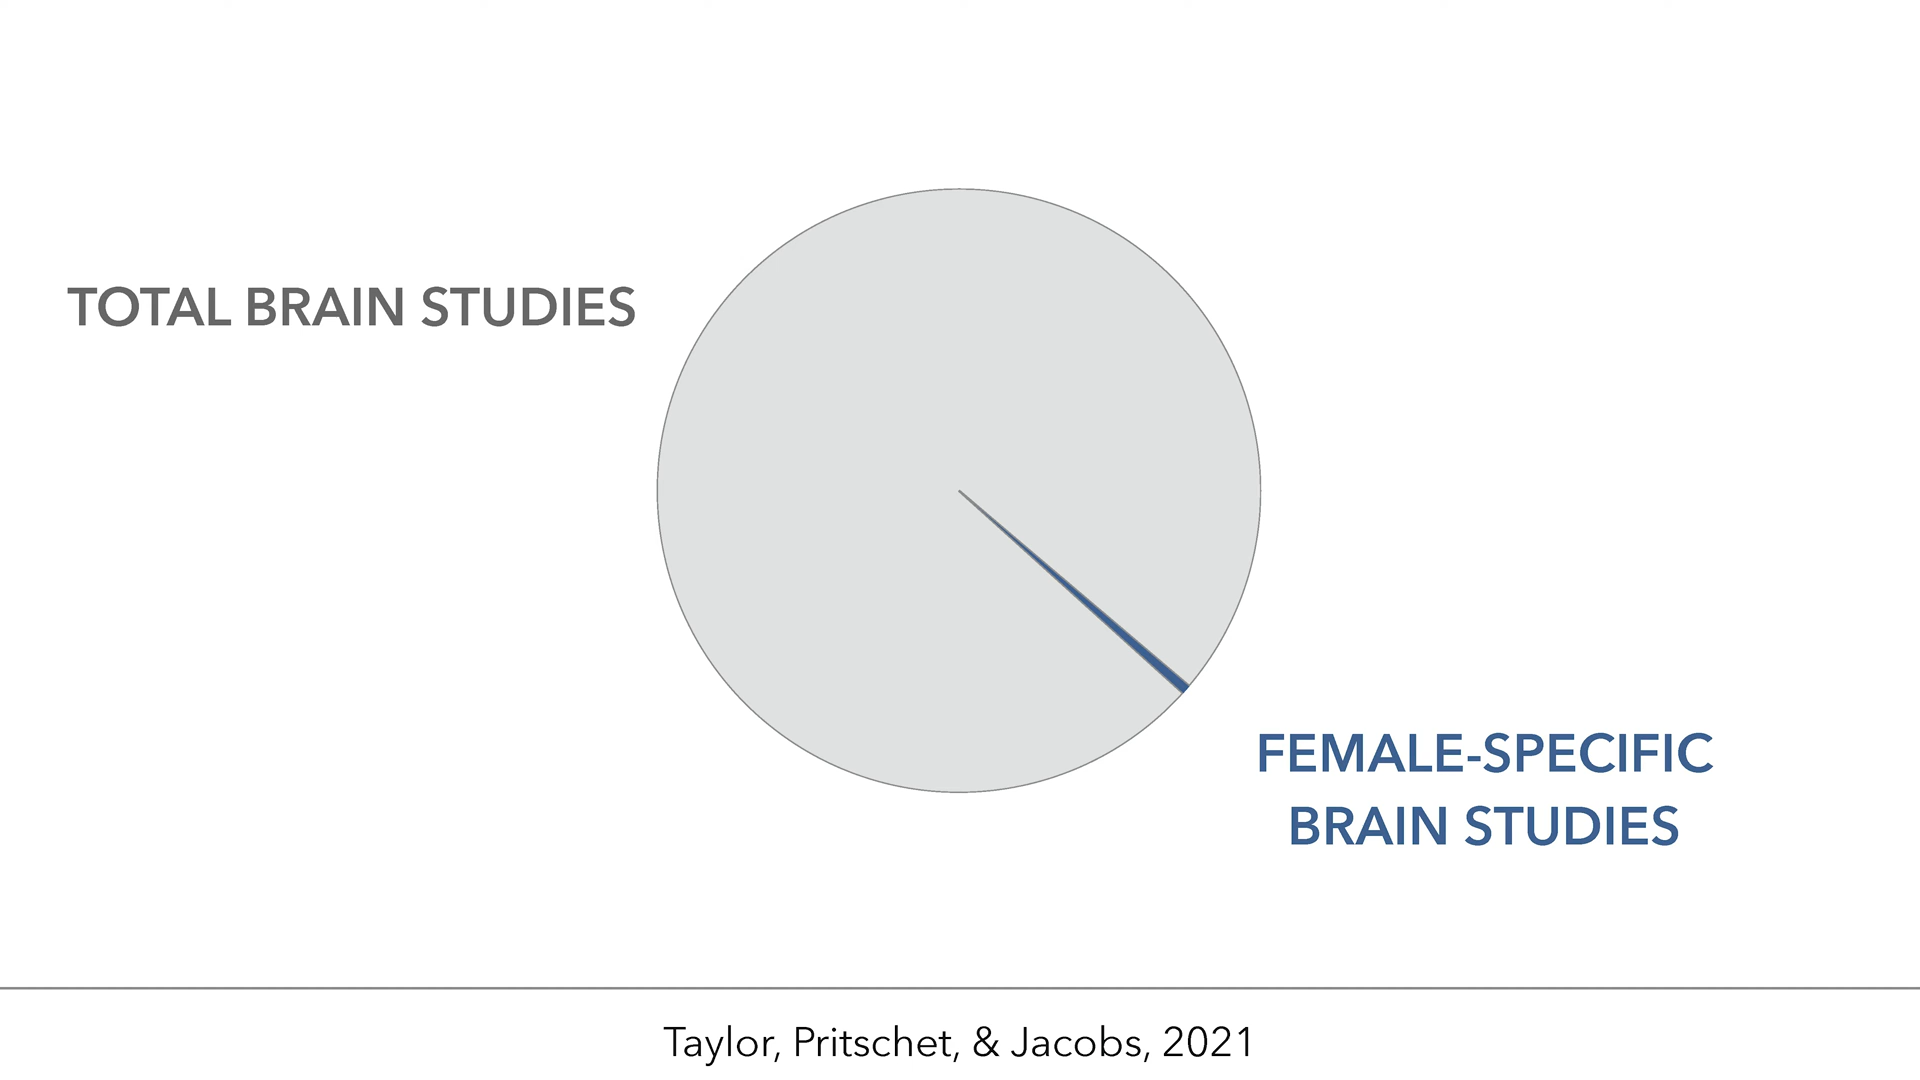 TOTAL BRAIN STUDIES
FEMALE-SPECIFIC
BRAIN STUDIES
Taylor, Pritschet, & Jacobs, 2021